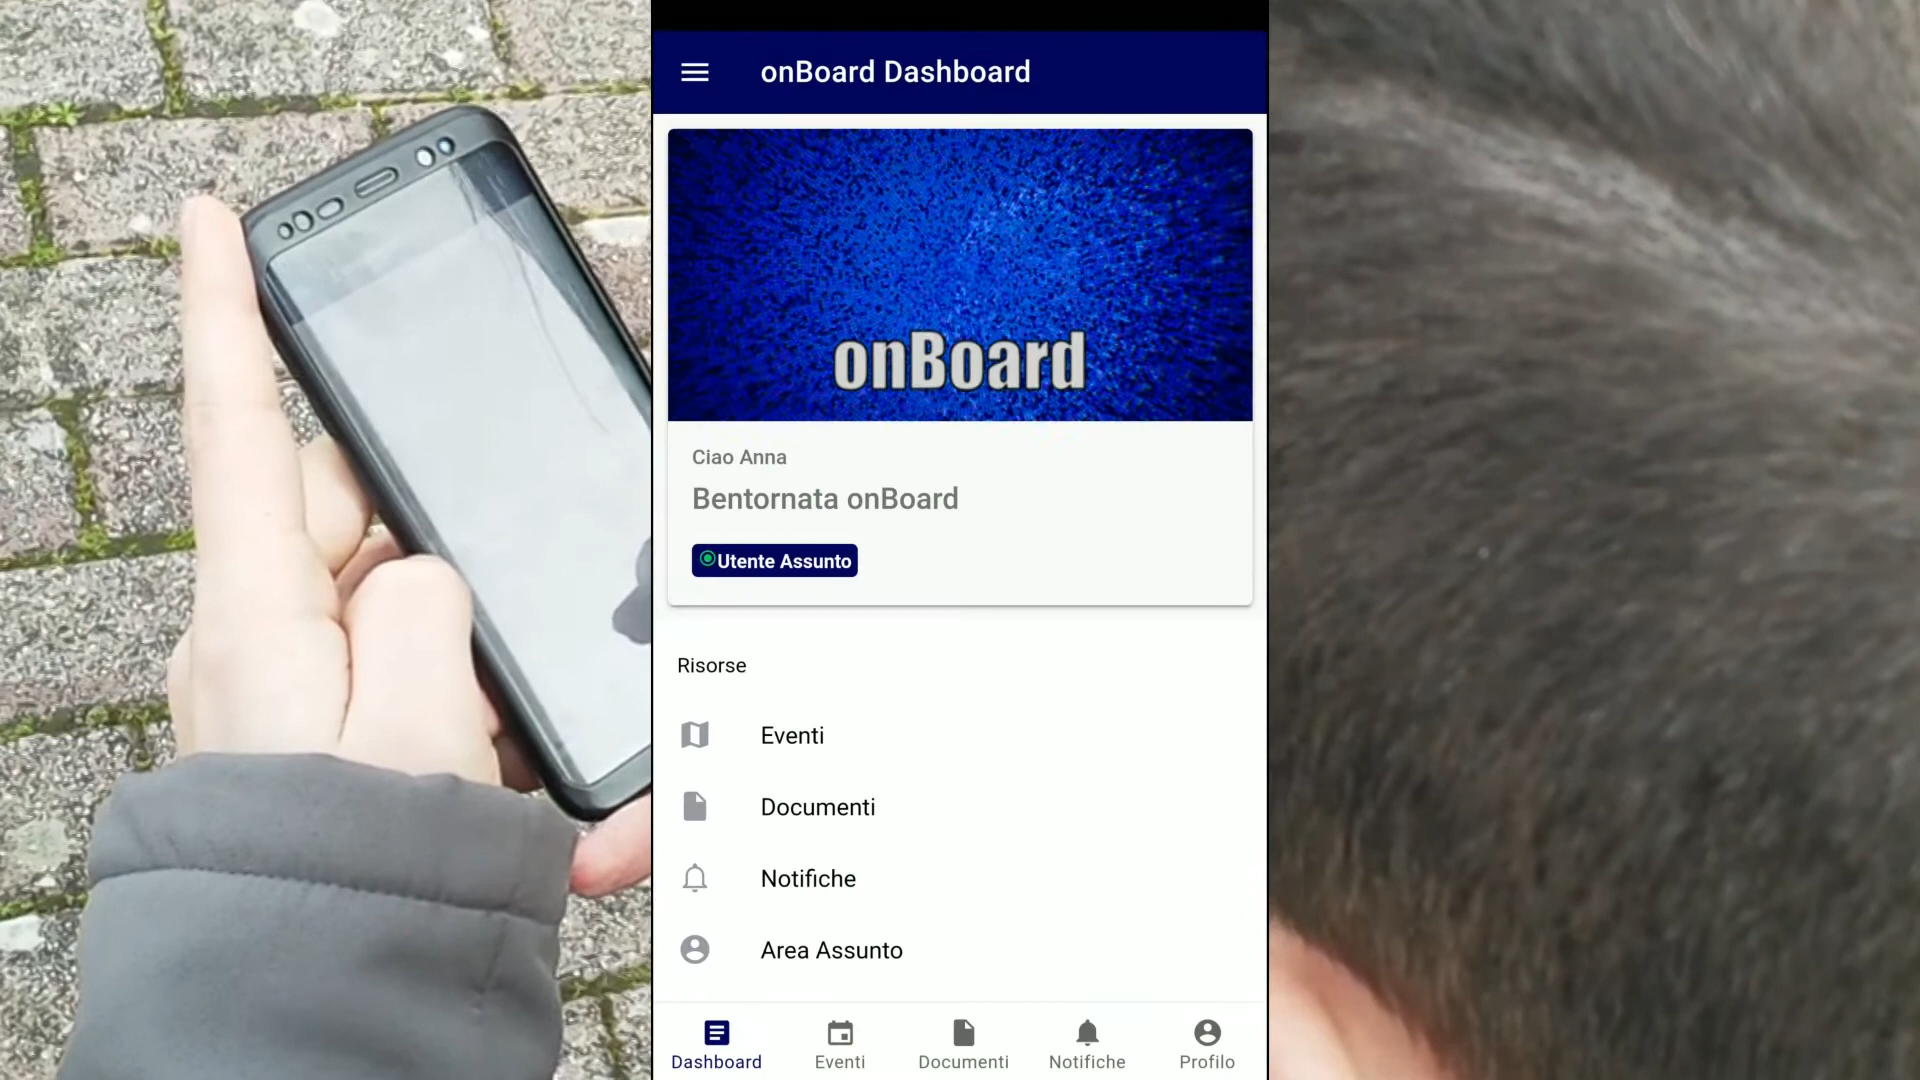 onBoard Dashboard
onBoard
Ciao Anna
Bentornata onBoard
Utente Assunto
Risorse
Eventi
Documenti
Notifiche
Area Assunto
Dashboard
Eventi
Documenti
Notifiche
Profilo